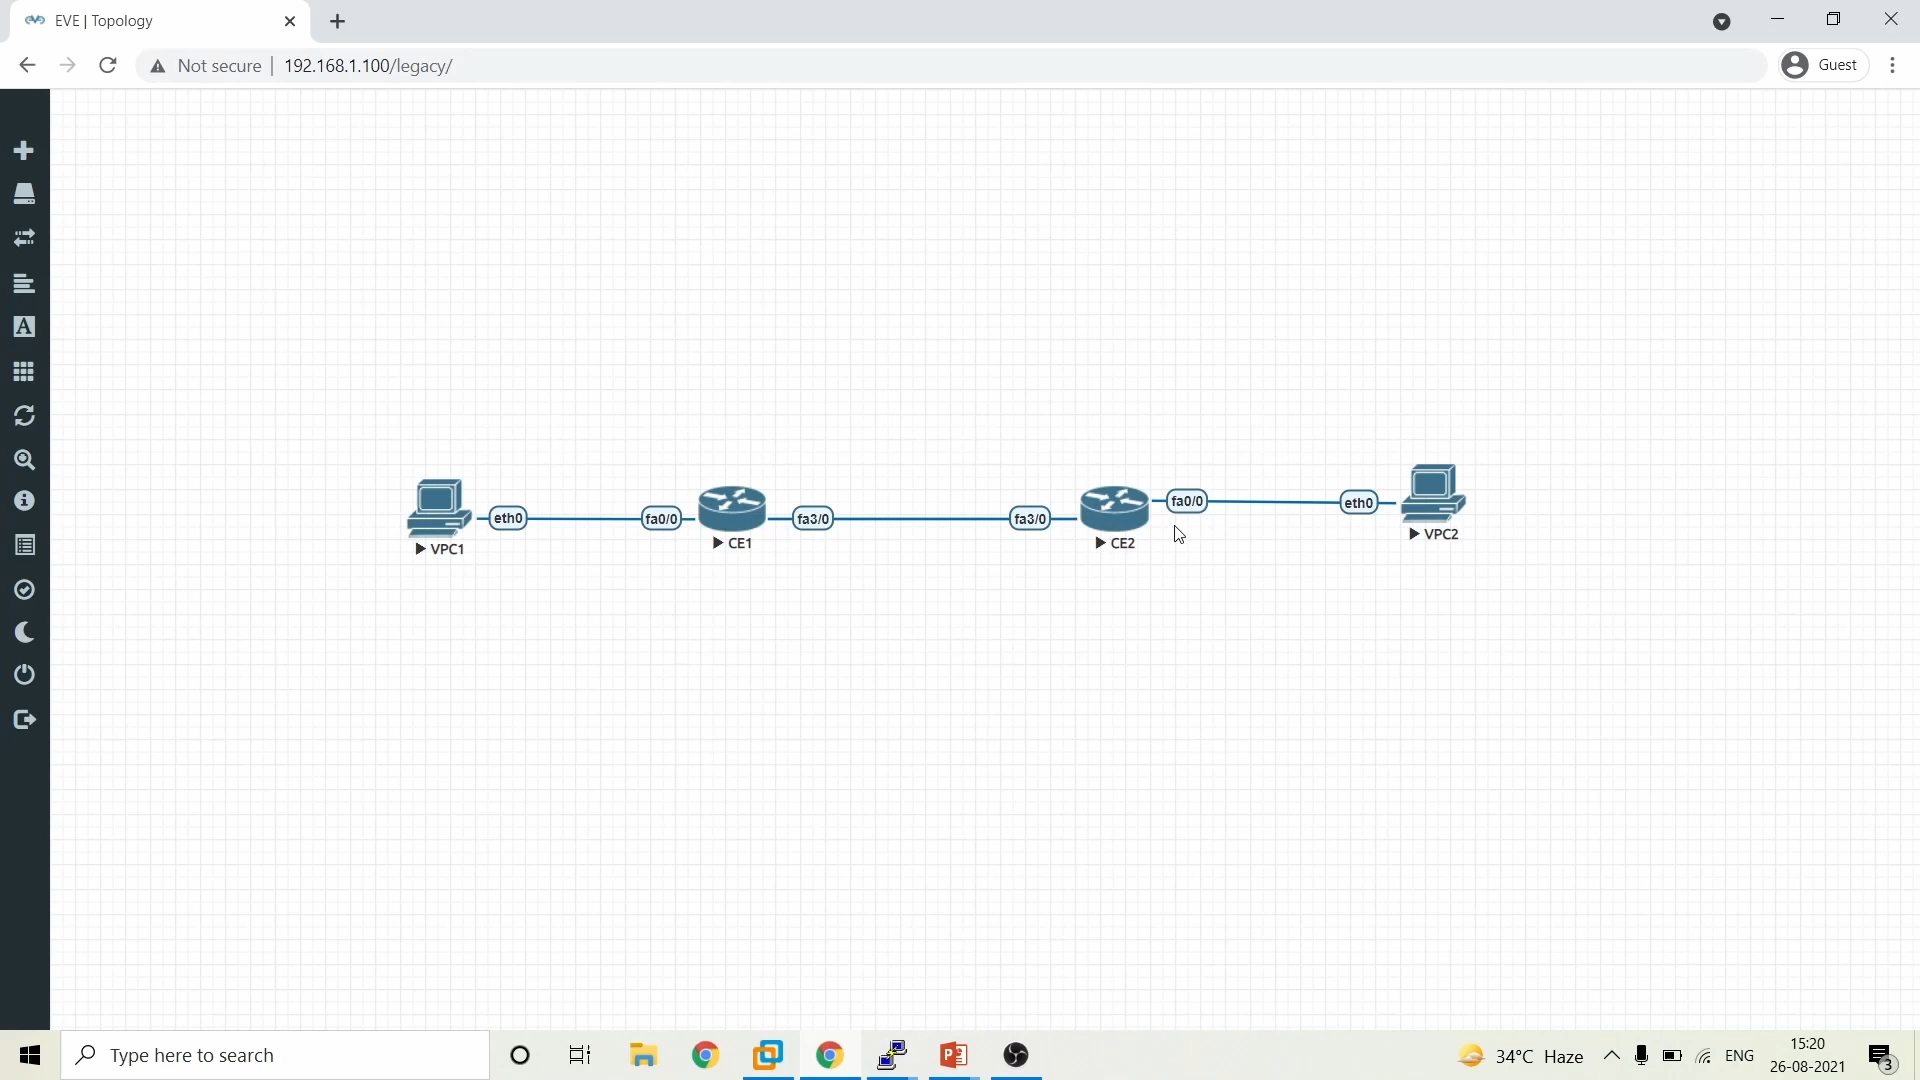 EVE | Topology
Not secure | 192.168.1.100/legacy/
Guest
VPC1
eth0
fa0/0
CE1
fa3/0
fa3/0
CE2
fa0/0
eth0
VPC2
Type here to search
34°C Haze
ENG
15:20
26-08-2021
3